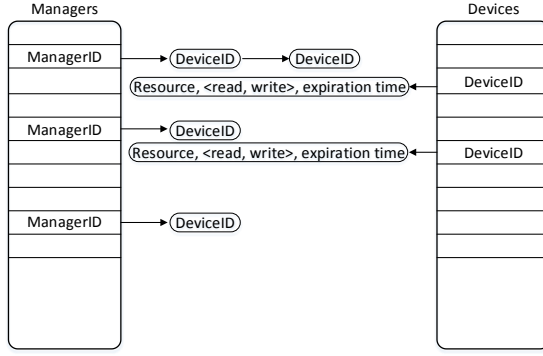 Managers Devices
ManagerID DeviceID DeviceID
Resource, <read, write>, expiration time DeviceID
ManagerID DeviceID
Resource, <read, write>, expiration time DeviceID
ManagerID DeviceID